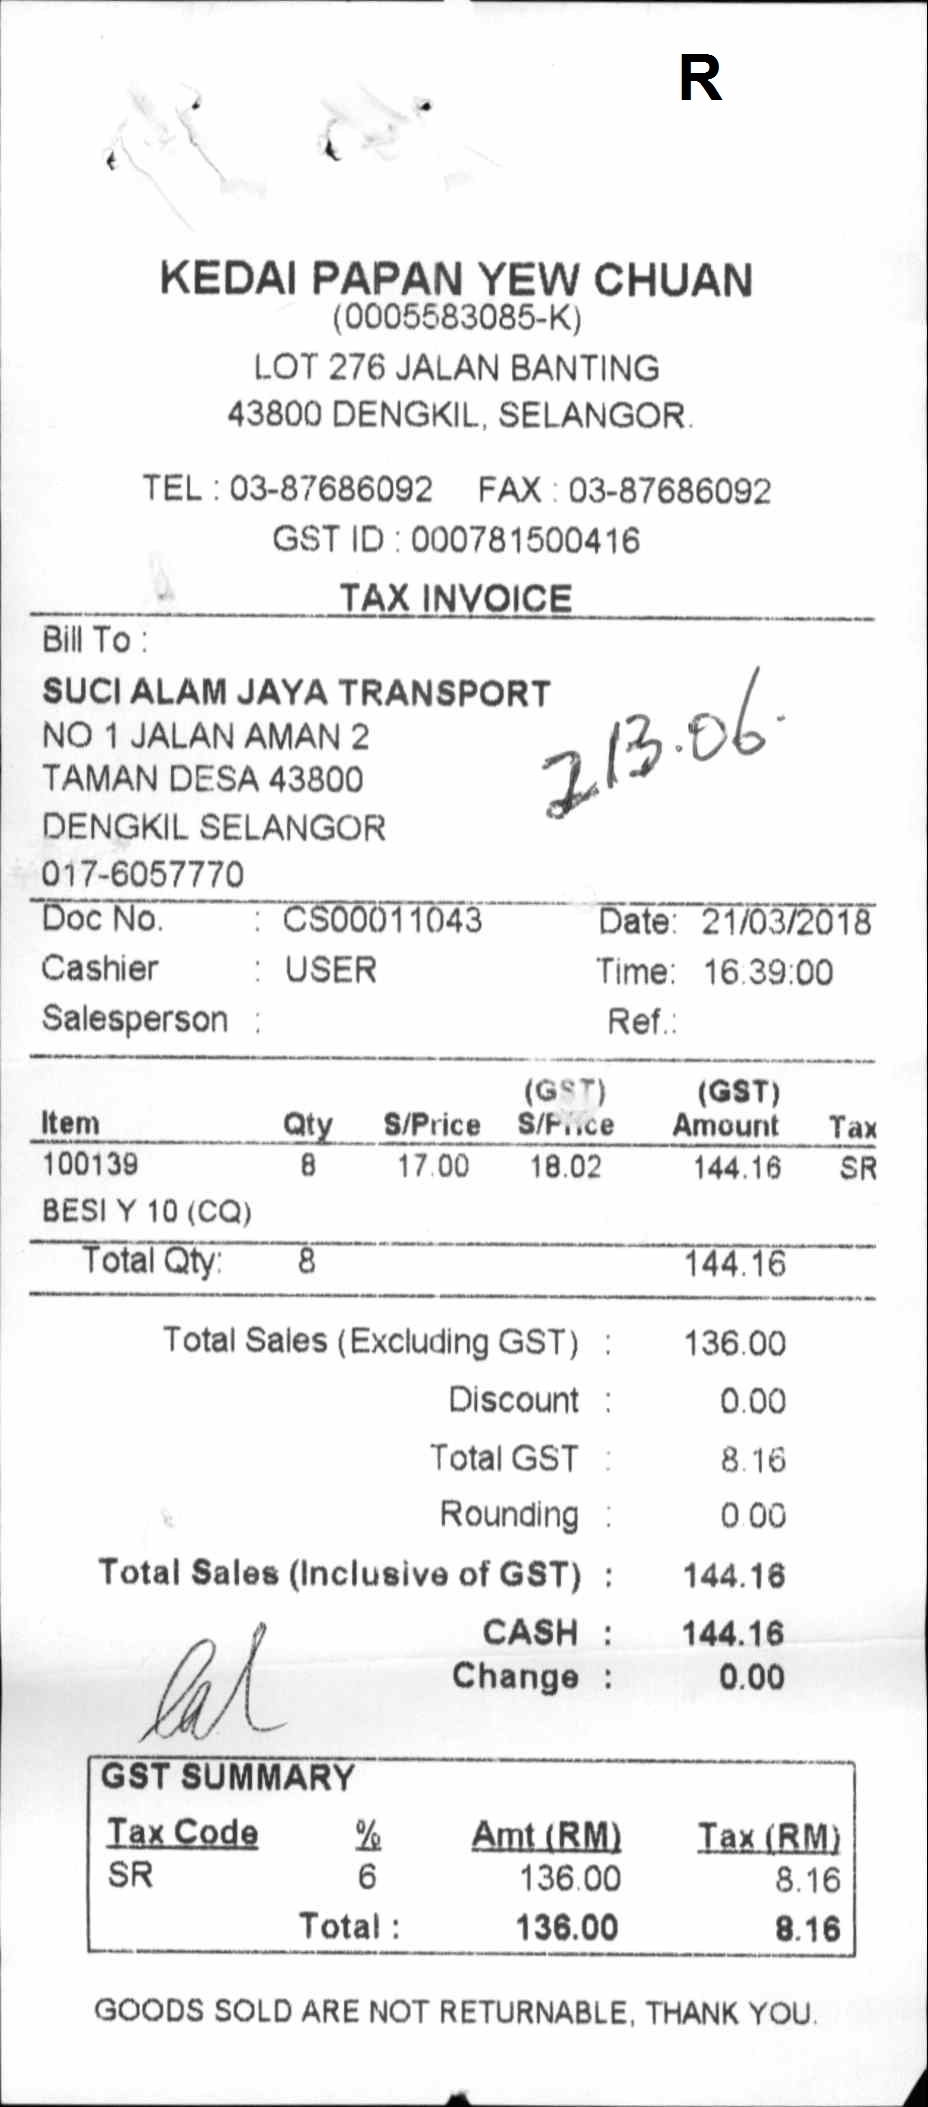 R
KEDAI PAPAN YEW CHUAN
(0005583085-K)
LOT 276 JALAN BANTING
43800 DENGKIL, SELANGOR.
TEL : 03-87686092 FAX : 03-87686092
GST ID : 000781500416
TAX INVOICE
Bill To :
SUCI ALAM JAYA TRANSPORT
NO 1 JALAN AMAN 2
TAMAN DESA 43800
DENGKIL SELANGOR
017-6057770
213.06
Doc No. : CS00011043 Date: 21/03/2018
Cashier : USER Time: 16:39:00
Salesperson : Ref.:
(GST) (GST)
Item Qty S/Price S/Price Amount Tax
100139 8 17.00 18.02 144.16 SR
BESI Y 10 (CQ)
Total Qty: 8 144.16
Total Sales (Excluding GST) : 136.00
Discount : 0.00
Total GST : 8.16
Rounding : 0.00
Total Sales (Inclusive of GST) : 144.16
CASH : 144.16
Change : 0.00
GST SUMMARY
Tax Code % Amt (RM) Tax (RM)
SR 6 136.00 8.16
Total : 136.00 8.16
GOODS SOLD ARE NOT RETURNABLE, THANK YOU.